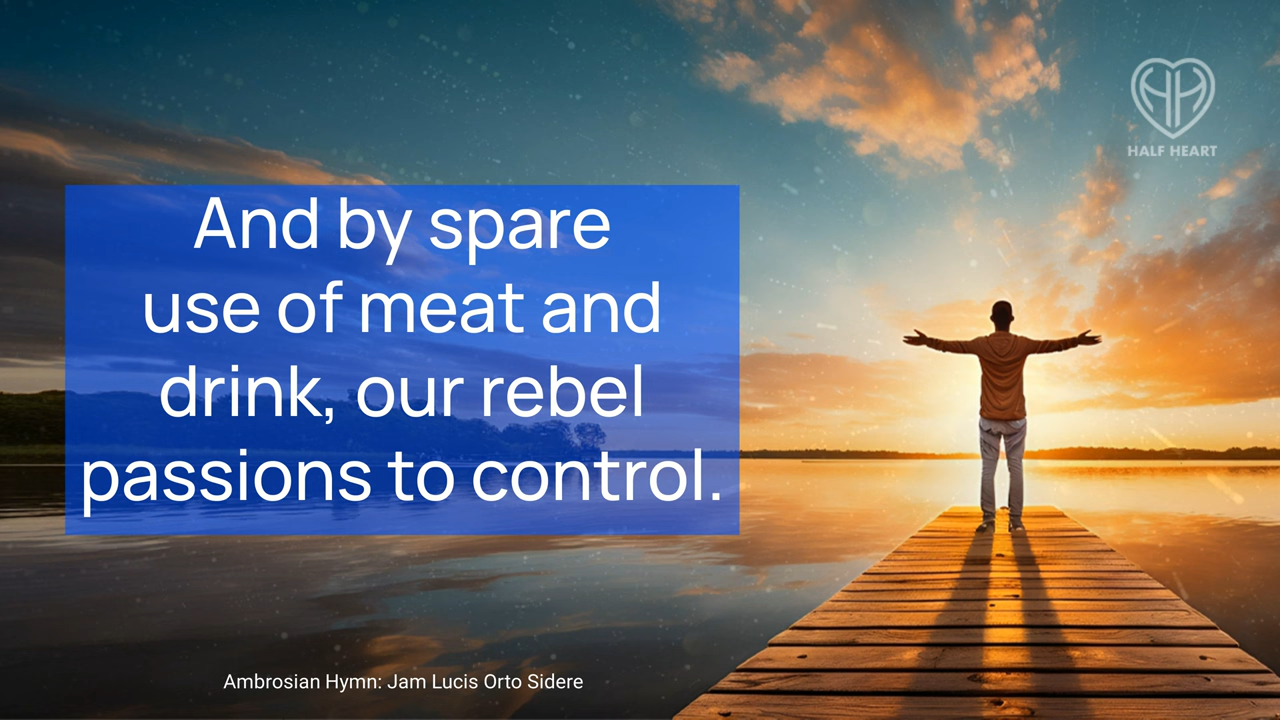 HALF HEART
And by spare
use of meat and
drink, our rebel
passions to control.
Ambrosian Hymn: Jam Lucis Orto Sidere